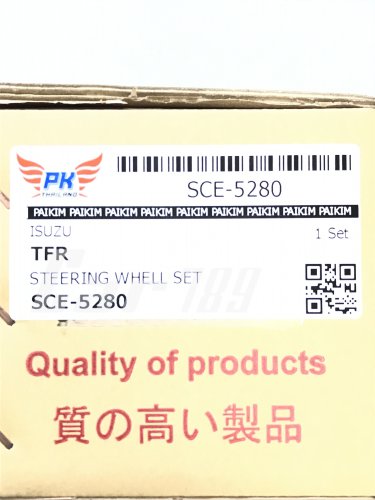 PK
THAILAND
SCE-5280
PAIKIM PAIKIM PAIKIM PAIKIM PAIKIM PAIKIM PAIKIM PAIKIM PAIKIM
ISUZU
1 Set
TFR
STEERING WHELL SET
SCE-5280
Quality of products
質の高い製品